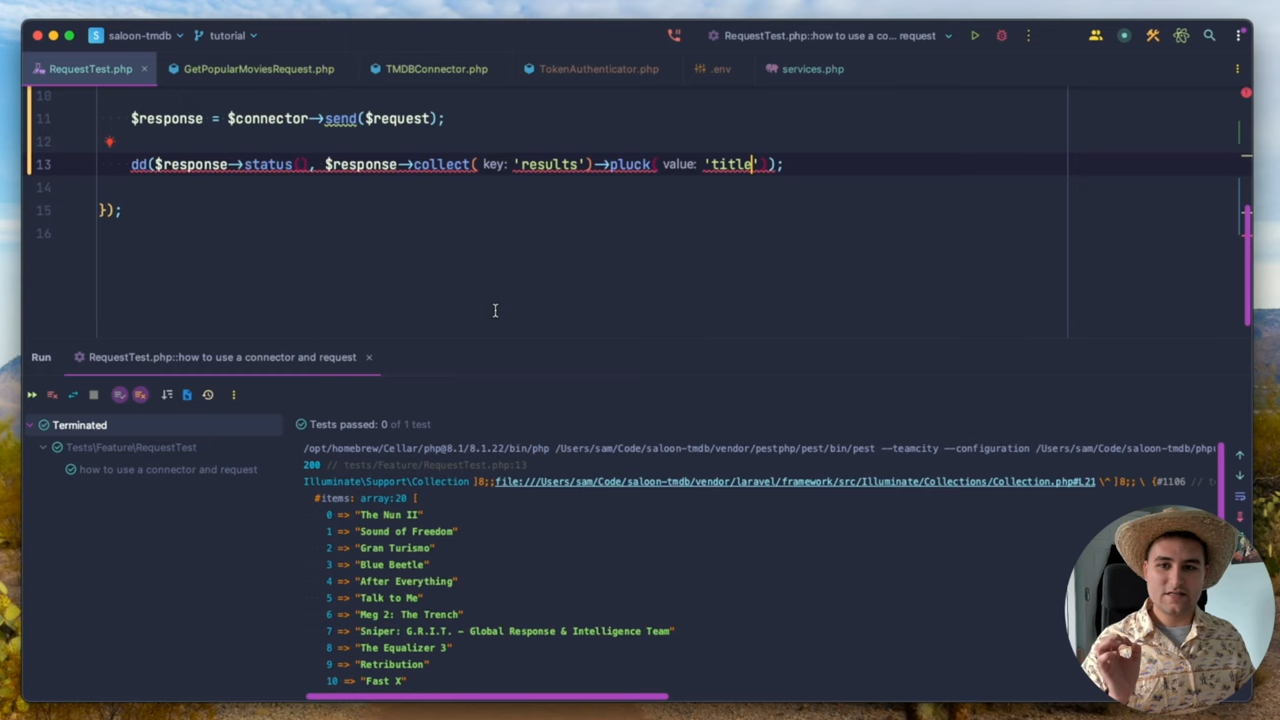 saloon-tmdb tutorial RequestTest.php::how to use a co... request
RequestTest.php GetPopularMoviesRequest.php TMDBConnector.php TokenAuthenticator.php .env services.php
10
11 $response = $connector->send($request);
12
13 dd($response->status(), $response->collect( key: 'results')->pluck( value: 'title'));
14
15 });
16
Run RequestTest.php::how to use a connector and request
Terminated
Tests\Feature\RequestTest
how to use a connector and request
Tests passed: 0 of 1 test
/opt/homebrew/Cellar/php@8.1/8.1.22/bin/php /Users/sam/Code/saloon-tmdb/vendor/pestphp/pest/bin/pest --teamcity --configuration /Users/sam/Code/saloon-tmdb/php
200 // tests/Feature/RequestTest.php:13
Illuminate\Support\Collection ]8;;file:///Users/sam/Code/saloon-tmdb/vendor/laravel/framework/src/Illuminate/Collections/Collection.php#L21\^ ]8;;\ {#1106 //
#items: array:20 [
0 => "The Nun II"
1 => "Sound of Freedom"
2 => "Gran Turismo"
3 => "Blue Beetle"
4 => "After Everything"
5 => "Talk to Me"
6 => "Meg 2: The Trench"
7 => "Sniper: G.R.I.T. - Global Response & Intelligence Team"
8 => "The Equalizer 3"
9 => "Retribution"
10 => "Fast X"